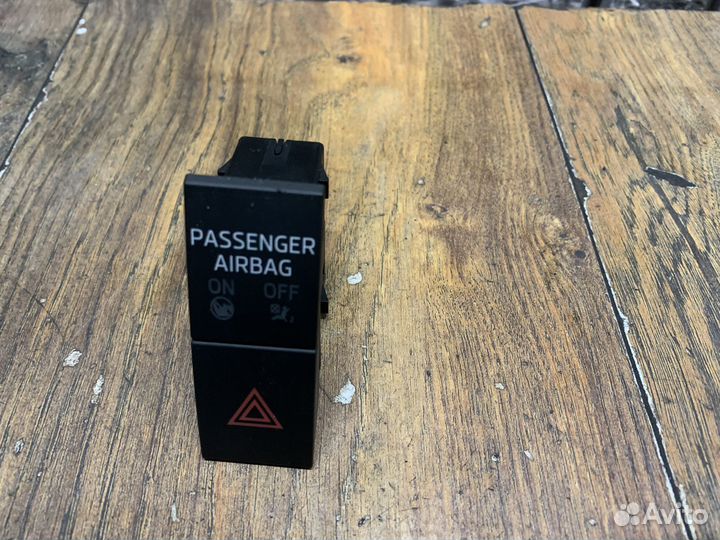 PASSENGER
AIRBAG
ON OFF
Avito